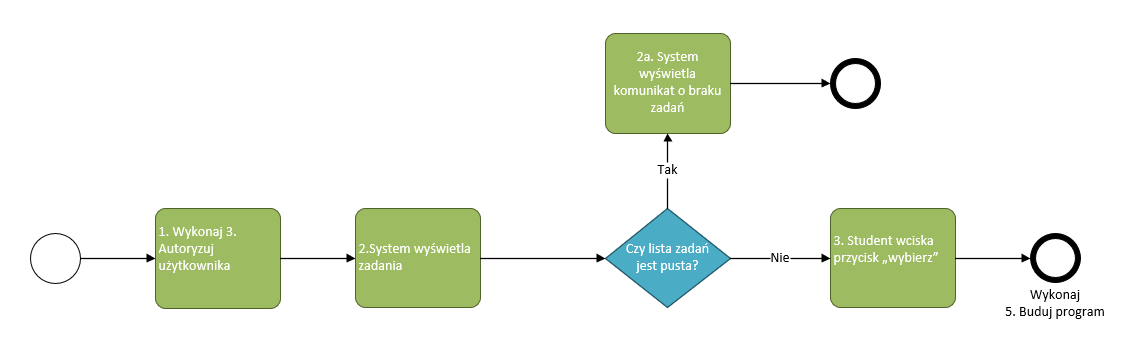 2a. System
wyświetla
komunikat o braku
zadań
Tak
1. Wykonaj 3.
Autoryzuj
użytkownika
2.System wyświetla
zadania
Czy lista zadań
jest pusta?
Nie
3. Student wciska
przycisk „wybierz”
Wykonaj
5. Buduj program